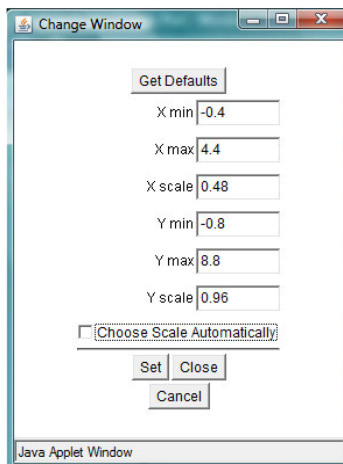 Change Window
Get Defaults
X min -0.4
X max 4.4
X scale 0.48
Y min -0.8
Y max 8.8
Y scale 0.96
Choose Scale Automatically
Set Close
Cancel
Java Applet Window